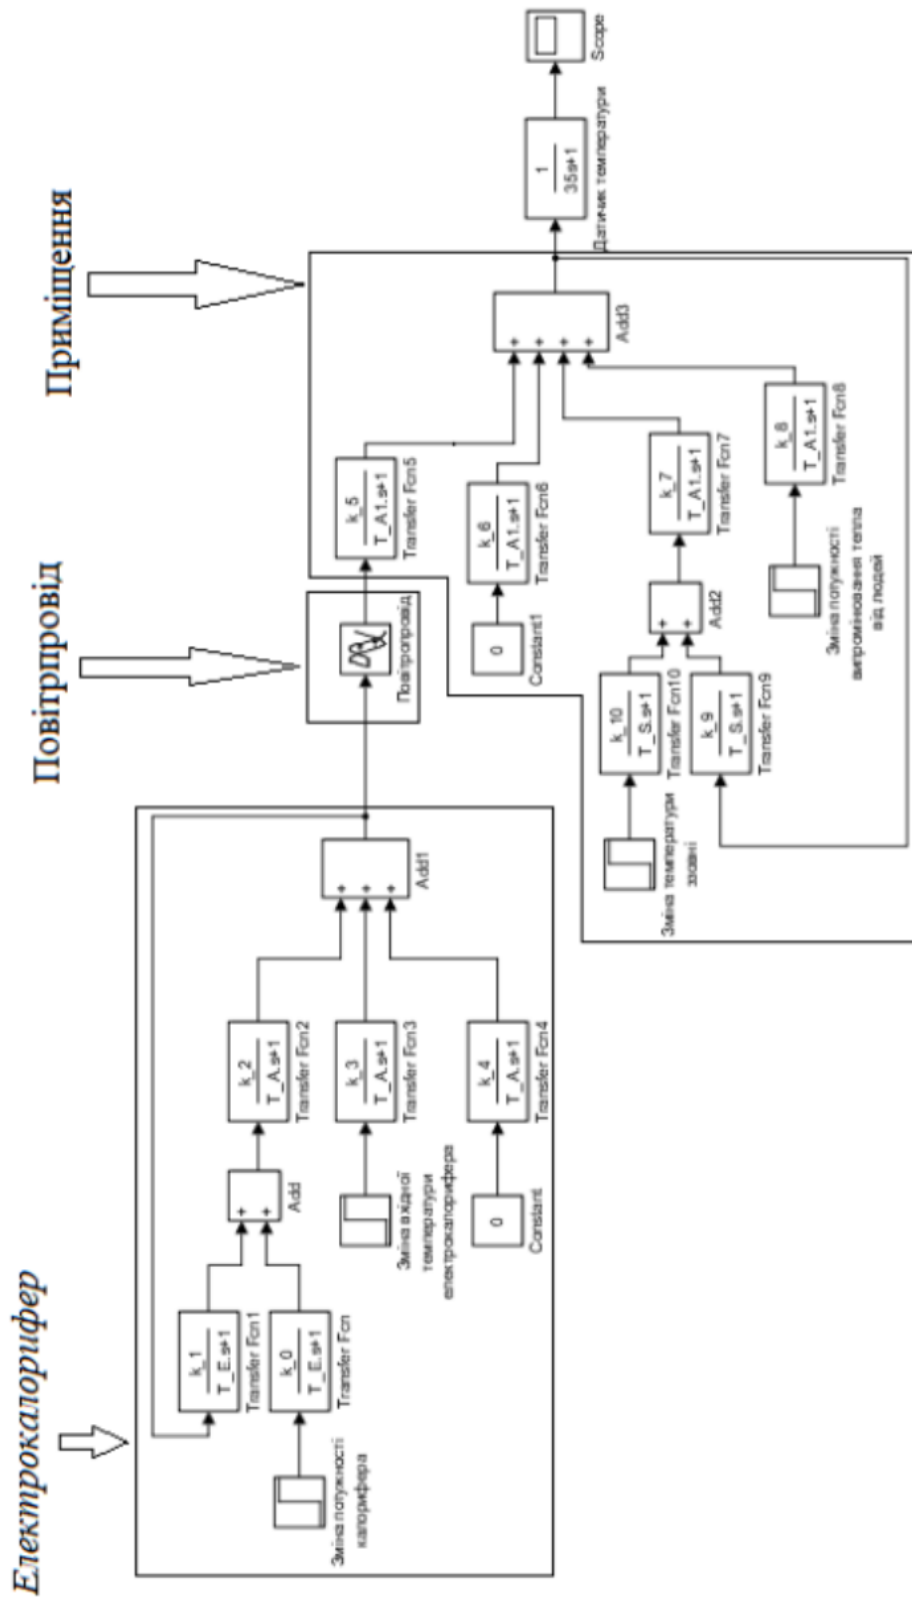 Електрокалорифер
Повітрпровід
Приміщення
k_1
T_E.s+1
Transfer Fcn1
k_0
T_E.s+1
Transfer Fcn
Зміна потужності
калорифера
Add
k_2
T_A.s+1
Transfer Fcn2
k_3
T_A.s+1
Transfer Fcn3
Зміна вхідної
температури
електрокалорифера
0
Constant
k_4
T_A.s+1
Transfer Fcn4
Add1
Повітропровід
k_5
T_A1.s+1
Transfer Fcn5
0
Constant1
k_6
T_A1.s+1
Transfer Fcn6
Зміна температури
ззовні
k_10
T_S.s+1
Transfer Fcn10
k_9
T_S.s+1
Transfer Fcn9
Add2
k_7
T_A1.s+1
Transfer Fcn7
Зміна потужності
випромінювання тепла
від людей
k_8
T_A1.s+1
Transfer Fcn8
Add3
1
35s+1
Датчик температури
Scope